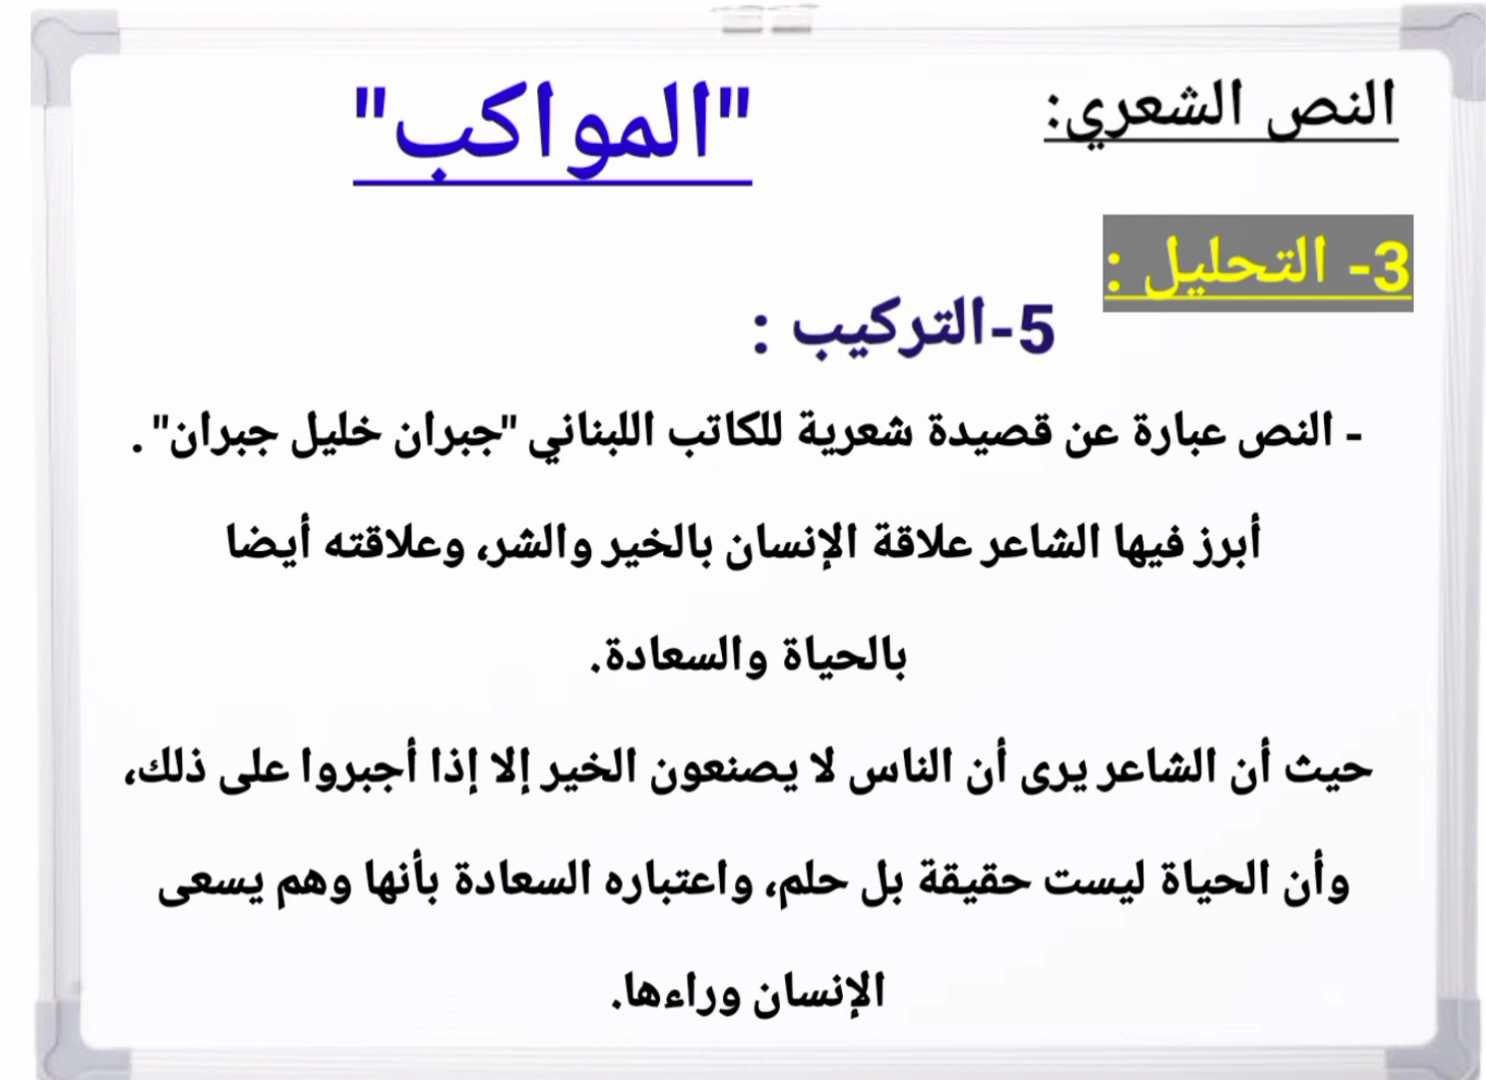 النص الشعري:
"المواكب"
3- التحليل :
5-التركيب :
- النص عبارة عن قصيدة شعرية للكاتب اللبناني "جبران خليل جبران" .
أبرز فيها الشاعر علاقة الإنسان بالخير والشر، وعلاقته أيضا
بالحياة والسعادة.
حيث أن الشاعر يرى أن الناس لا يصنعون الخير إلا إذا أجبروا على ذلك،
وأن الحياة ليست حقيقة بل حلم، واعتباره السعادة بأنها وهم يسعى
الإنسان وراءها.